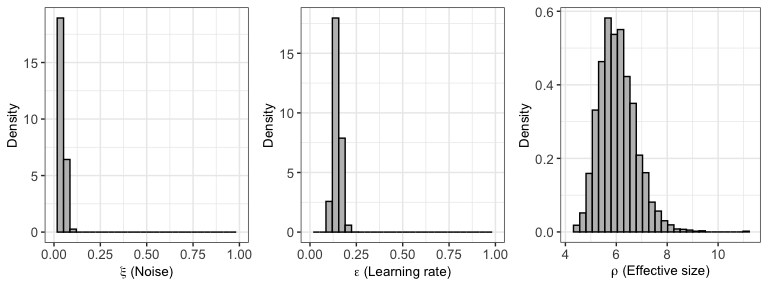 Density
15
10
5
0
0.00 0.25 0.50 0.75 1.00
ξ (Noise)
Density
15
10
5
0
0.00 0.25 0.50 0.75 1.00
ε (Learning rate)
Density
0.6
0.4
0.2
0.0
4 6 8 10
ρ (Effective size)